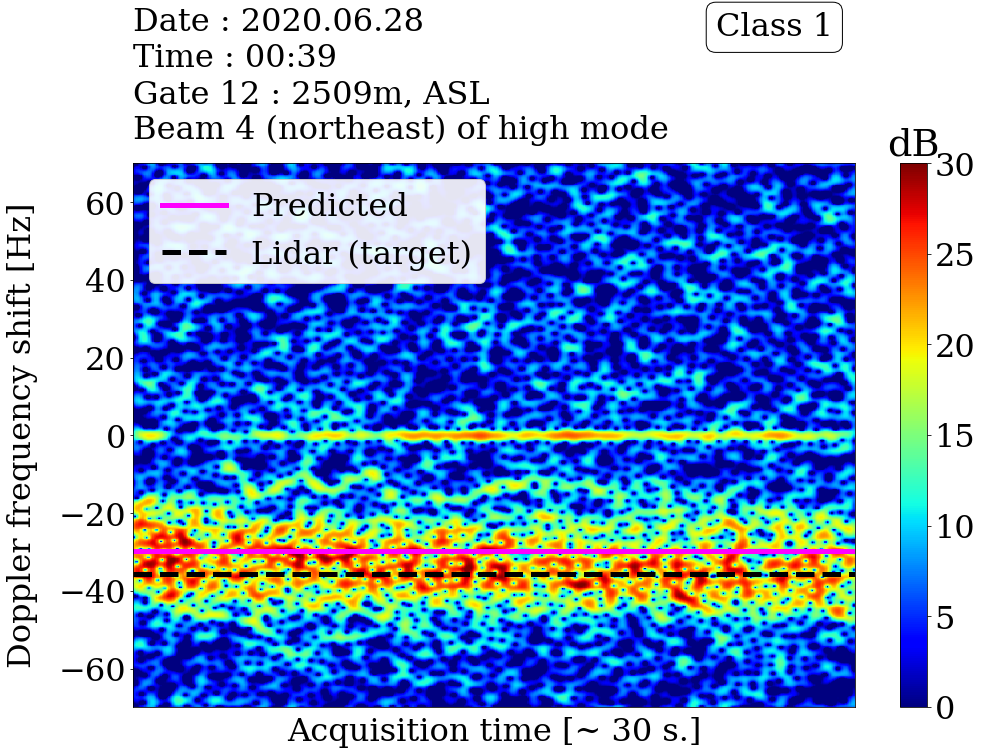 Date : 2020.06.28
Time : 00:39
Gate 12 : 2509m, ASL
Beam 4 (northeast) of high mode
Class 1
dB
Predicted
Lidar (target)
Doppler frequency shift [Hz]
60
40
20
0
−20
−40
−60
30
25
20
15
10
5
0
Acquisition time [~ 30 s.]